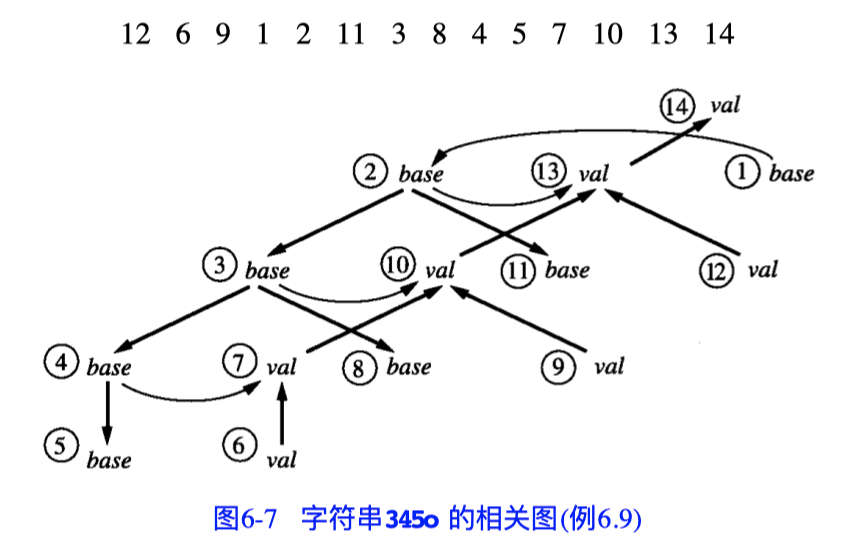 12 6 9 1 2 11 3 8 4 5 7 10 13 14
⑭ val
② base ⑬ val ① base
③ base ⑩ val ⑪ base ⑫ val
④ base ⑦ val ⑧ base ⑨ val
⑤ base ⑥ val
图6-7 字符串345o 的相关图(例6.9)